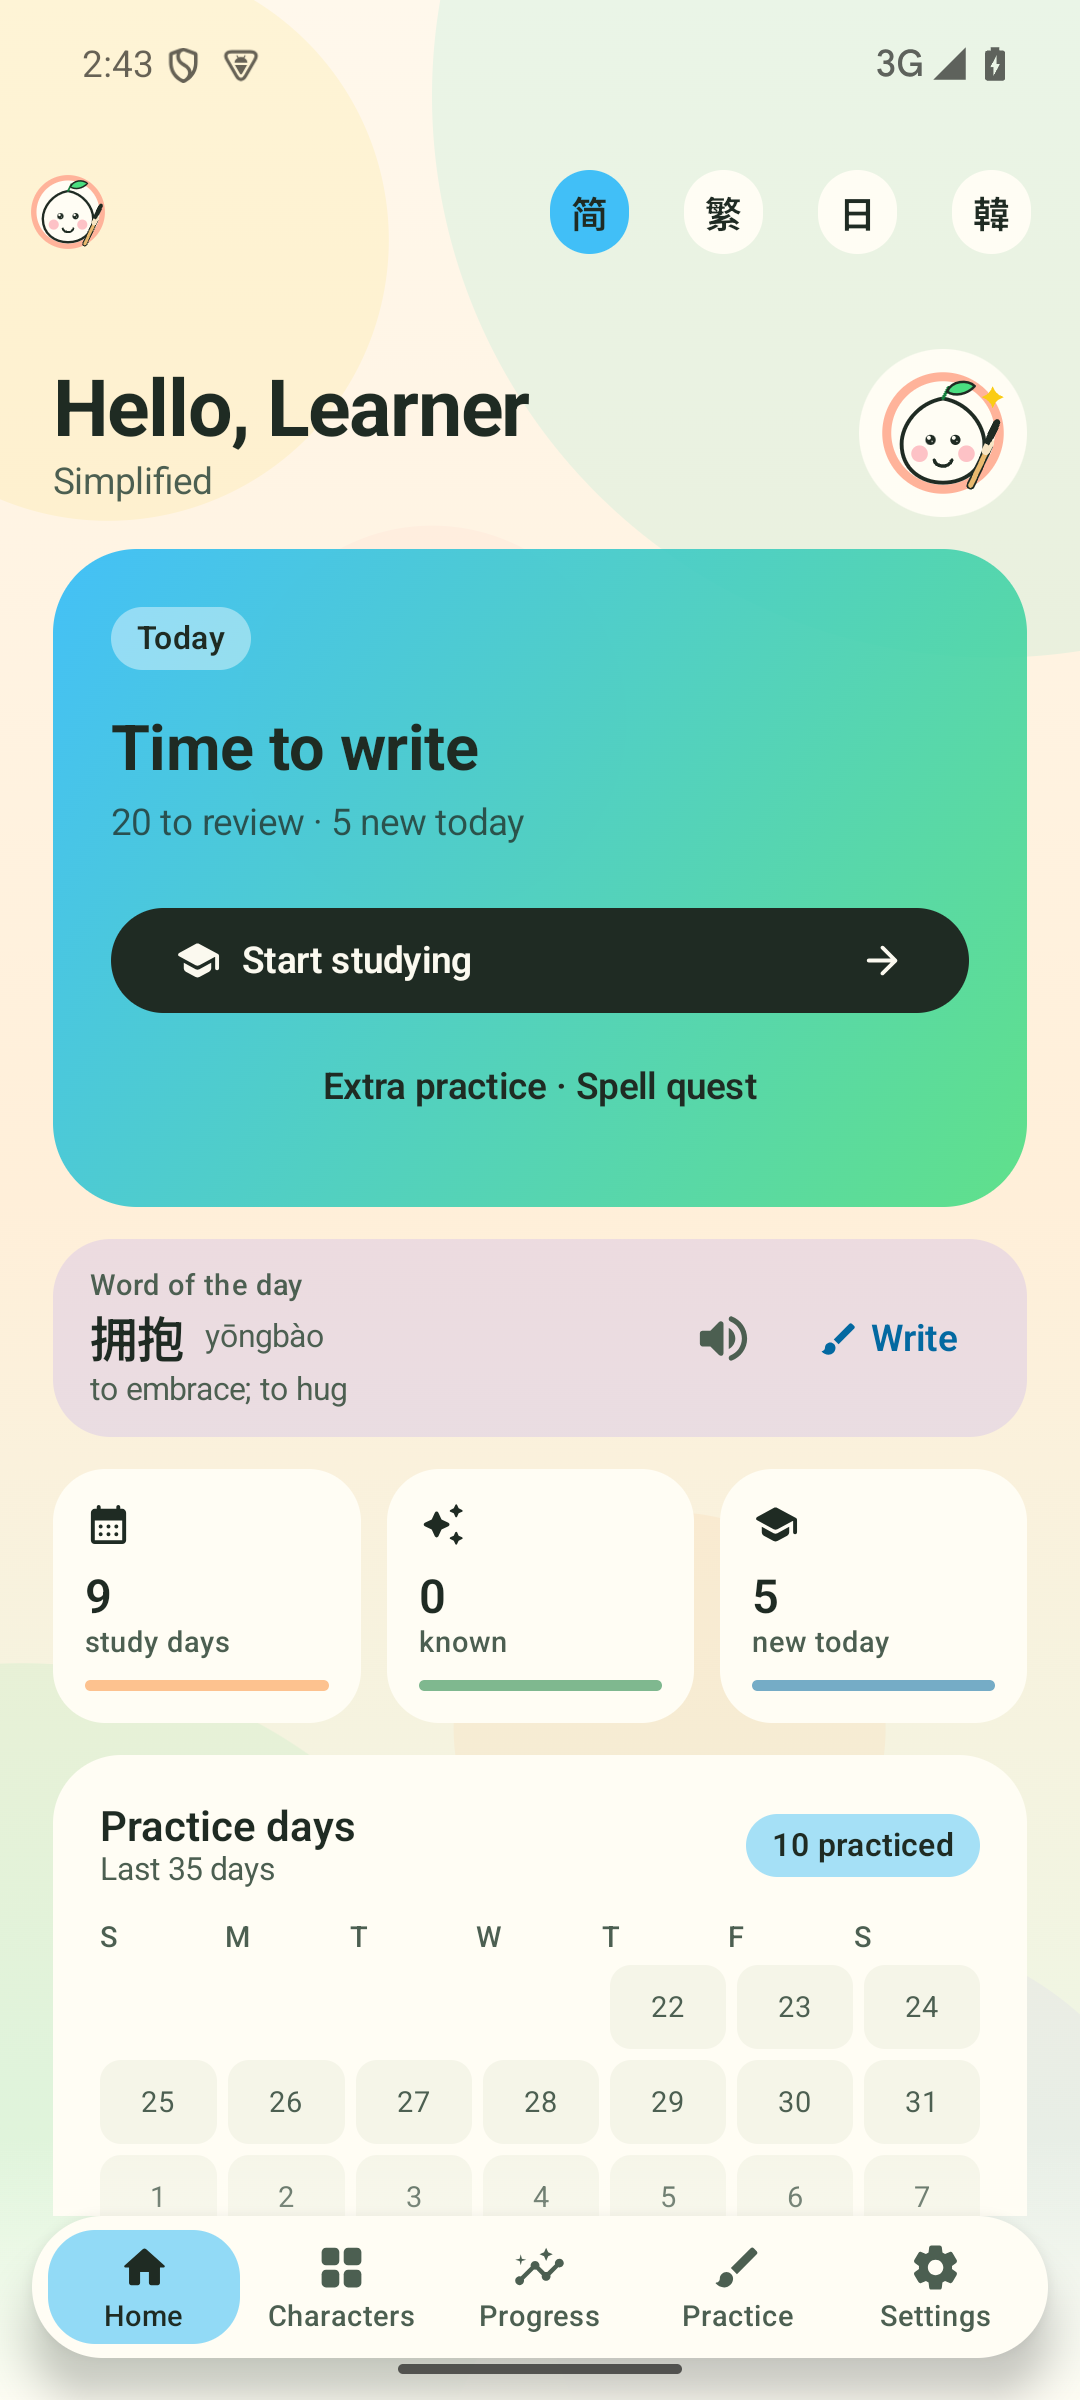 2:43
3G
简 繁 日 韓
Hello, Learner
Simplified
Today
Time to write
20 to review · 5 new today
Start studying
Extra practice · Spell quest
Word of the day
拥抱 yōngbào
to embrace; to hug
Write
9
study days
0
known
5
new today
Practice days
Last 35 days
10 practiced
S M T W T F S
22 23 24
25 26 27 28 29 30 31
1 2 3 4 5 6 7
Home Characters Progress Practice Settings